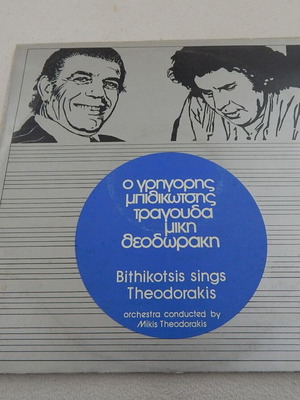 ο γρηγορης
μπιθικωτσης
τραγουδα
μικη
θεοδωρακη
Bithikotsis sings
Theodorakis
orchestra conducted by
Mikis Theodorakis